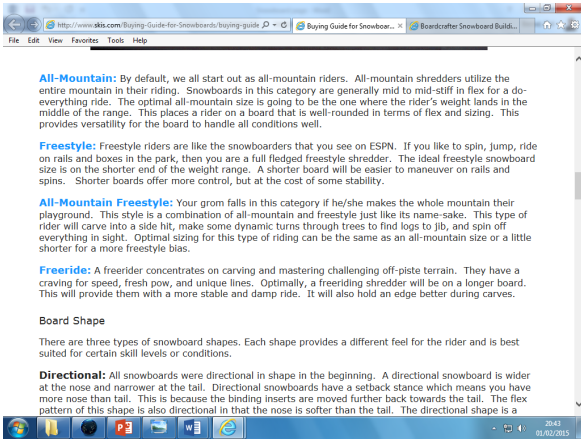 http://www.skis.com/Buying-Guide-for-Snowboards/buying-guide
Buying Guide for Snowboar...
Boardcrafter Snowboard Buildi...
File Edit View Favorites Tools Help
All-Mountain: By default, we all start out as all-mountain riders. All-mountain shredders utilize the
entire mountain in their riding. Snowboards in this category are generally mid to mid-stiff in flex for a do-
everything ride. The optimal all-mountain size is going to be the one where the rider's weight lands in the
middle of the range. This places a rider on a board that is well-rounded in terms of flex and sizing. This
provides versatility for the board to handle all conditions well.
Freestyle: Freestyle riders are like the snowboarders that you see on ESPN. If you like to spin, jump, ride
on rails and boxes in the park, then you are a full fledged freestyle shredder. The ideal freestyle snowboard
size is on the shorter end of the weight range. A shorter board will be easier to maneuver on rails and
spins. Shorter boards offer more control, but at the cost of some stability.
All-Mountain Freestyle: Your grom falls in this category if he/she makes the whole mountain their
playground. This style is a combination of all-mountain and freestyle just like its name-sake. This type of
rider will carve into a side hit, make some dynamic turns through trees to find logs to jib, and spin off
everything in sight. Optimal sizing for this type of riding can be the same as an all-mountain size or a little
shorter for a more freestyle bias.
Freeride: A freerider concentrates on carving and mastering challenging off-piste terrain. They have a
craving for speed, fresh pow, and unique lines. Optimally, a freeriding shredder will be on a longer board.
This will provide them with a more stable and damp ride. It will also hold an edge better during carves.
Board Shape
There are three types of snowboard shapes. Each shape provides a different feel for the rider and is best
suited for certain skill levels or conditions.
Directional: All snowboards were directional in shape in the beginning. A directional snowboard is wider
at the nose and narrower at the tail. Directional snowboards have a setback stance which means you have
more nose than tail. This is because the binding inserts are moved further back towards the tail. The flex
pattern of this shape is also directional in that the nose is softer than the tail. The directional shape is a
20:43
01/02/2015